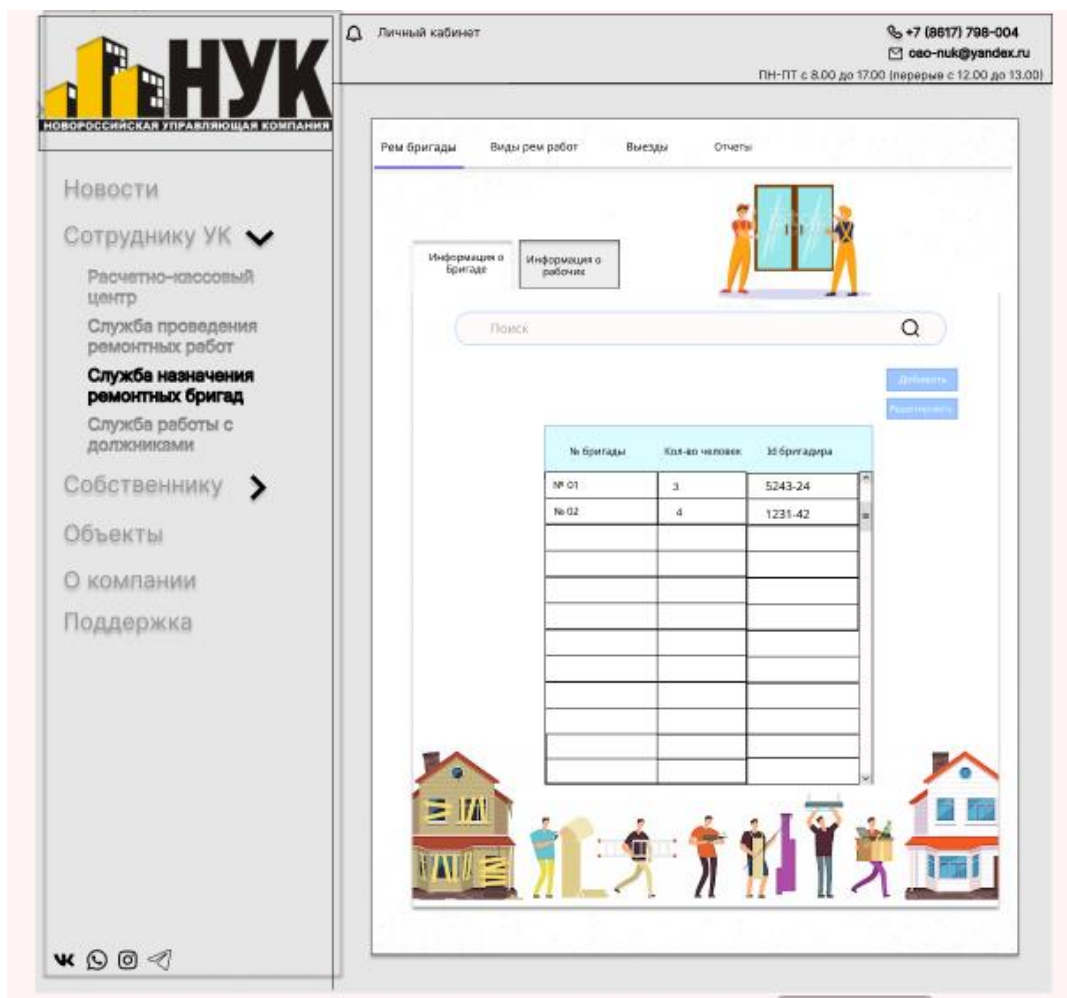 НУК
НОВОРОССИЙСКАЯ УПРАВЛЯЮЩАЯ КОМПАНИЯ
Личный кабинет
+7 (8617) 798-004
oao-nuk@yandex.ru
ПН-ПТ с 8.00 до 17.00 (перерыв с 12.00 до 13.00)
Новости
Сотруднику УК
Расчетно-кассовый
центр
Служба проведения
ремонтных работ
Служба назначения
ремонтных бригад
Служба работы с
должниками
Собственнику
Объекты
О компании
Поддержка
Рем бригады Виды рем работ Выезды Отчеты
Информация о
Бригаде
Информация о
рабочих
Поиск
Добавить
Редактировать
№ бригады Кол-во человек Id бригадира
№ 01 3 5243-24
№ 02 4 1231-42